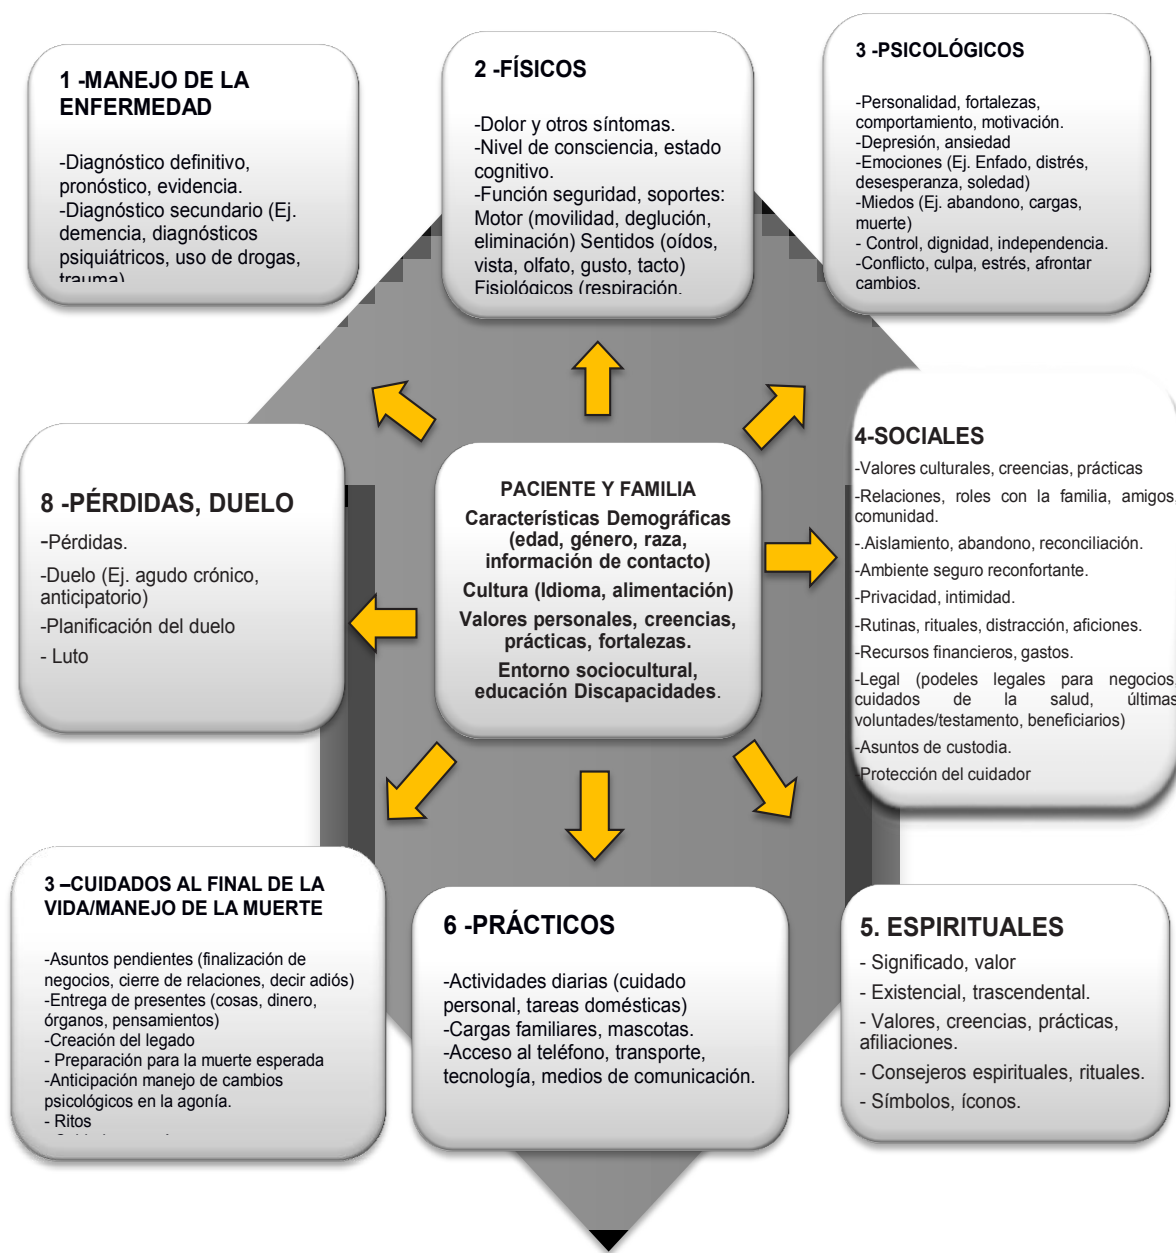 1 -MANEJO DE LA
ENFERMEDAD
-Diagnóstico definitivo,
pronóstico, evidencia.
-Diagnóstico secundario (Ej.
demencia, diagnósticos
psiquiátricos, uso de drogas,
trauma)
2 -FÍSICOS
-Dolor y otros síntomas.
-Nivel de consciencia, estado
cognitivo.
-Función seguridad, soportes:
Motor (movilidad, deglución,
eliminación) Sentidos (oídos,
vista, olfato, gusto, tacto)
Fisiológicos (respiración,
3 -PSICOLÓGICOS
-Personalidad, fortalezas,
comportamiento, motivación.
-Depresión, ansiedad
-Emociones (Ej. Enfado, distrés,
desesperanza, soledad)
-Miedos (Ej. abandono, cargas,
muerte)
- Control, dignidad, independencia.
-Conflicto, culpa, estrés, afrontar
cambios.
8 -PÉRDIDAS, DUELO
-Pérdidas.
-Duelo (Ej. agudo crónico,
anticipatorio)
-Planificación del duelo
- Luto
PACIENTE Y FAMILIA
Características Demográficas
(edad, género, raza,
información de contacto)
Cultura (Idioma, alimentación)
Valores personales, creencias,
prácticas, fortalezas.
Entorno sociocultural,
educación Discapacidades.
4-SOCIALES
-Valores culturales, creencias, prácticas
-Relaciones, roles con la familia, amigos,
comunidad.
-.Aislamiento, abandono, reconciliación.
-Ambiente seguro reconfortante.
-Privacidad, intimidad.
-Rutinas, rituales, distracción, aficiones.
-Recursos financieros, gastos.
-Legal (podeles legales para negocios,
cuidados de la salud, últimas
voluntades/testamento, beneficiarios)
-Asuntos de custodia.
-Protección del cuidador
3 –CUIDADOS AL FINAL DE LA
VIDA/MANEJO DE LA MUERTE
-Asuntos pendientes (finalización de
negocios, cierre de relaciones, decir adiós)
-Entrega de presentes (cosas, dinero,
órganos, pensamientos)
-Creación del legado
- Preparación para la muerte esperada
-Anticipación manejo de cambios
psicológicos en la agonía.
- Ritos
6 -PRÁCTICOS
-Actividades diarias (cuidado
personal, tareas domésticas)
-Cargas familiares, mascotas.
-Acceso al teléfono, transporte,
tecnología, medios de comunicación.
5. ESPIRITUALES
- Significado, valor
- Existencial, trascendental.
- Valores, creencias, prácticas,
afiliaciones.
- Consejeros espirituales, rituales.
- Símbolos, íconos.